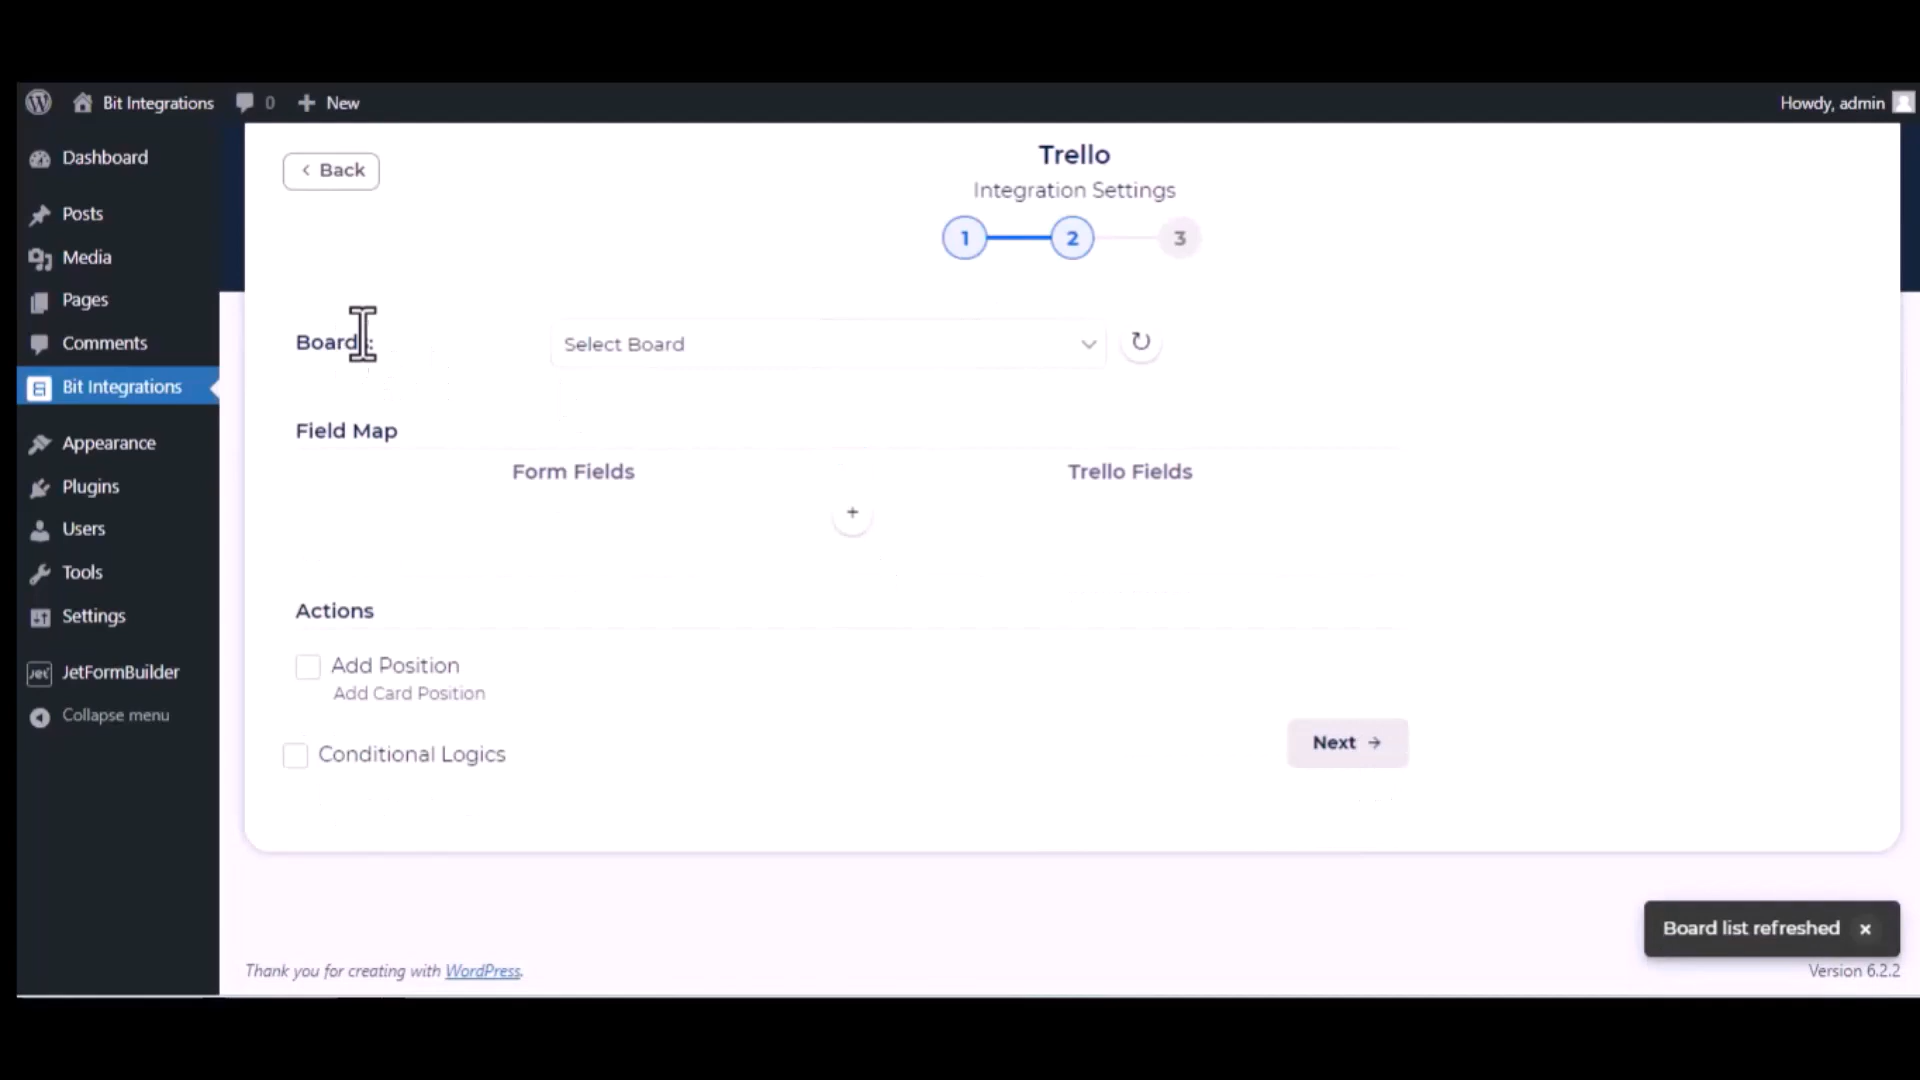 Bit Integrations
0
New
Howdy, admin
Dashboard
Posts
Media
Pages
Comments
Bit Integrations
Appearance
Plugins
Users
Tools
Settings
JetFormBuilder
Collapse menu
Back
Trello
Integration Settings
1
2
3
Select Board
Field Map
Form Fields
Trello Fields
+
Actions
Add Position
Add Card Position
Conditional Logics
Next
Board list refreshed
Thank you for creating with WordPress.
Version 6.2.2